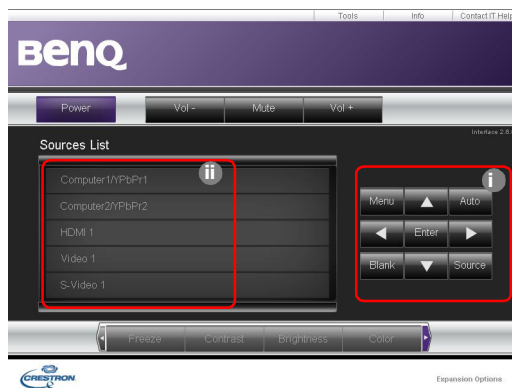 Tools Info Contact IT Help
BenQ
Power Vol - Mute Vol +
Interface 2.8.
Sources List
Computer1/YPbPr1
Computer2/YPbPr2
HDMI 1
Video 1
S-Video 1
ii
i
Menu Auto
Enter
Blank Source
Freeze Contrast Brightness Color
CRESTRON
Expansion Options